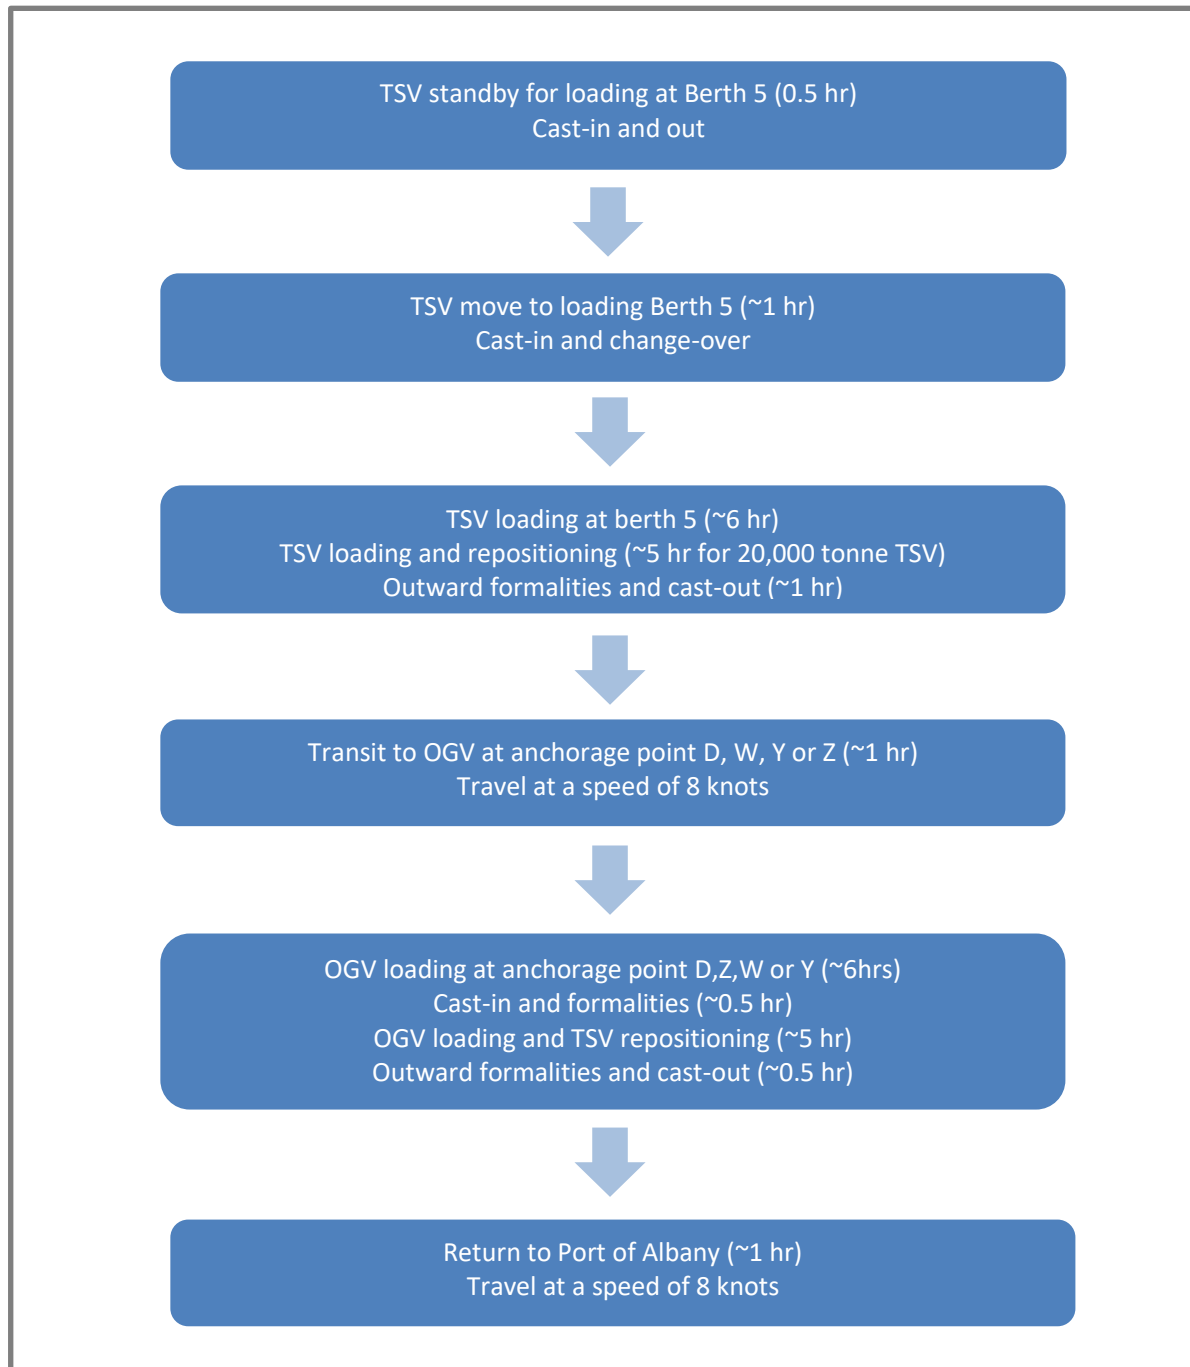 TSV standby for loading at Berth 5 (0.5 hr)
Cast-in and out
TSV move to loading Berth 5 (~1 hr)
Cast-in and change-over
TSV loading at berth 5 (~6 hr)
TSV loading and repositioning (~5 hr for 20,000 tonne TSV)
Outward formalities and cast-out (~1 hr)
Transit to OGV at anchorage point D, W, Y or Z (~1 hr)
Travel at a speed of 8 knots
OGV loading at anchorage point D,Z,W or Y (~6hrs)
Cast-in and formalities (~0.5 hr)
OGV loading and TSV repositioning (~5 hr)
Outward formalities and cast-out (~0.5 hr)
Return to Port of Albany (~1 hr)
Travel at a speed of 8 knots